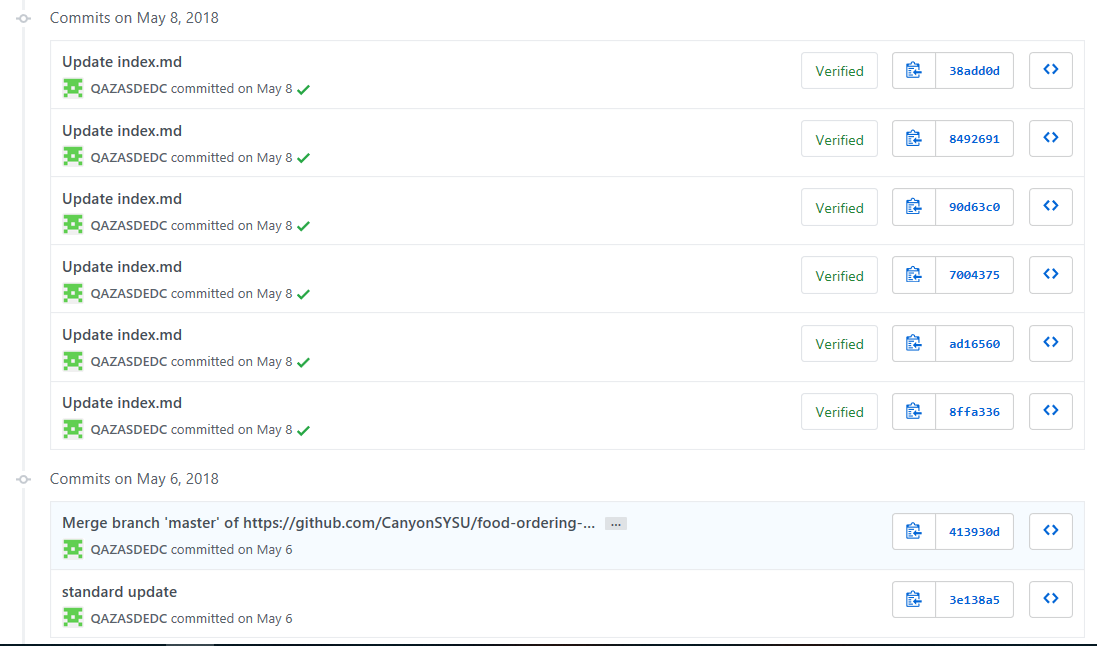 Commits on May 8, 2018
Update index.md
QAZASDEDC committed on May 8
Verified
38add0d
Update index.md
QAZASDEDC committed on May 8
Verified
8492691
Update index.md
QAZASDEDC committed on May 8
Verified
90d63c0
Update index.md
QAZASDEDC committed on May 8
Verified
7004375
Update index.md
QAZASDEDC committed on May 8
Verified
ad16560
Update index.md
QAZASDEDC committed on May 8
Verified
8ffa336
Commits on May 6, 2018
Merge branch 'master' of https://github.com/CanyonSYSU/food-ordering-... ...
QAZASDEDC committed on May 6
413930d
standard update
QAZASDEDC committed on May 6
3e138a5